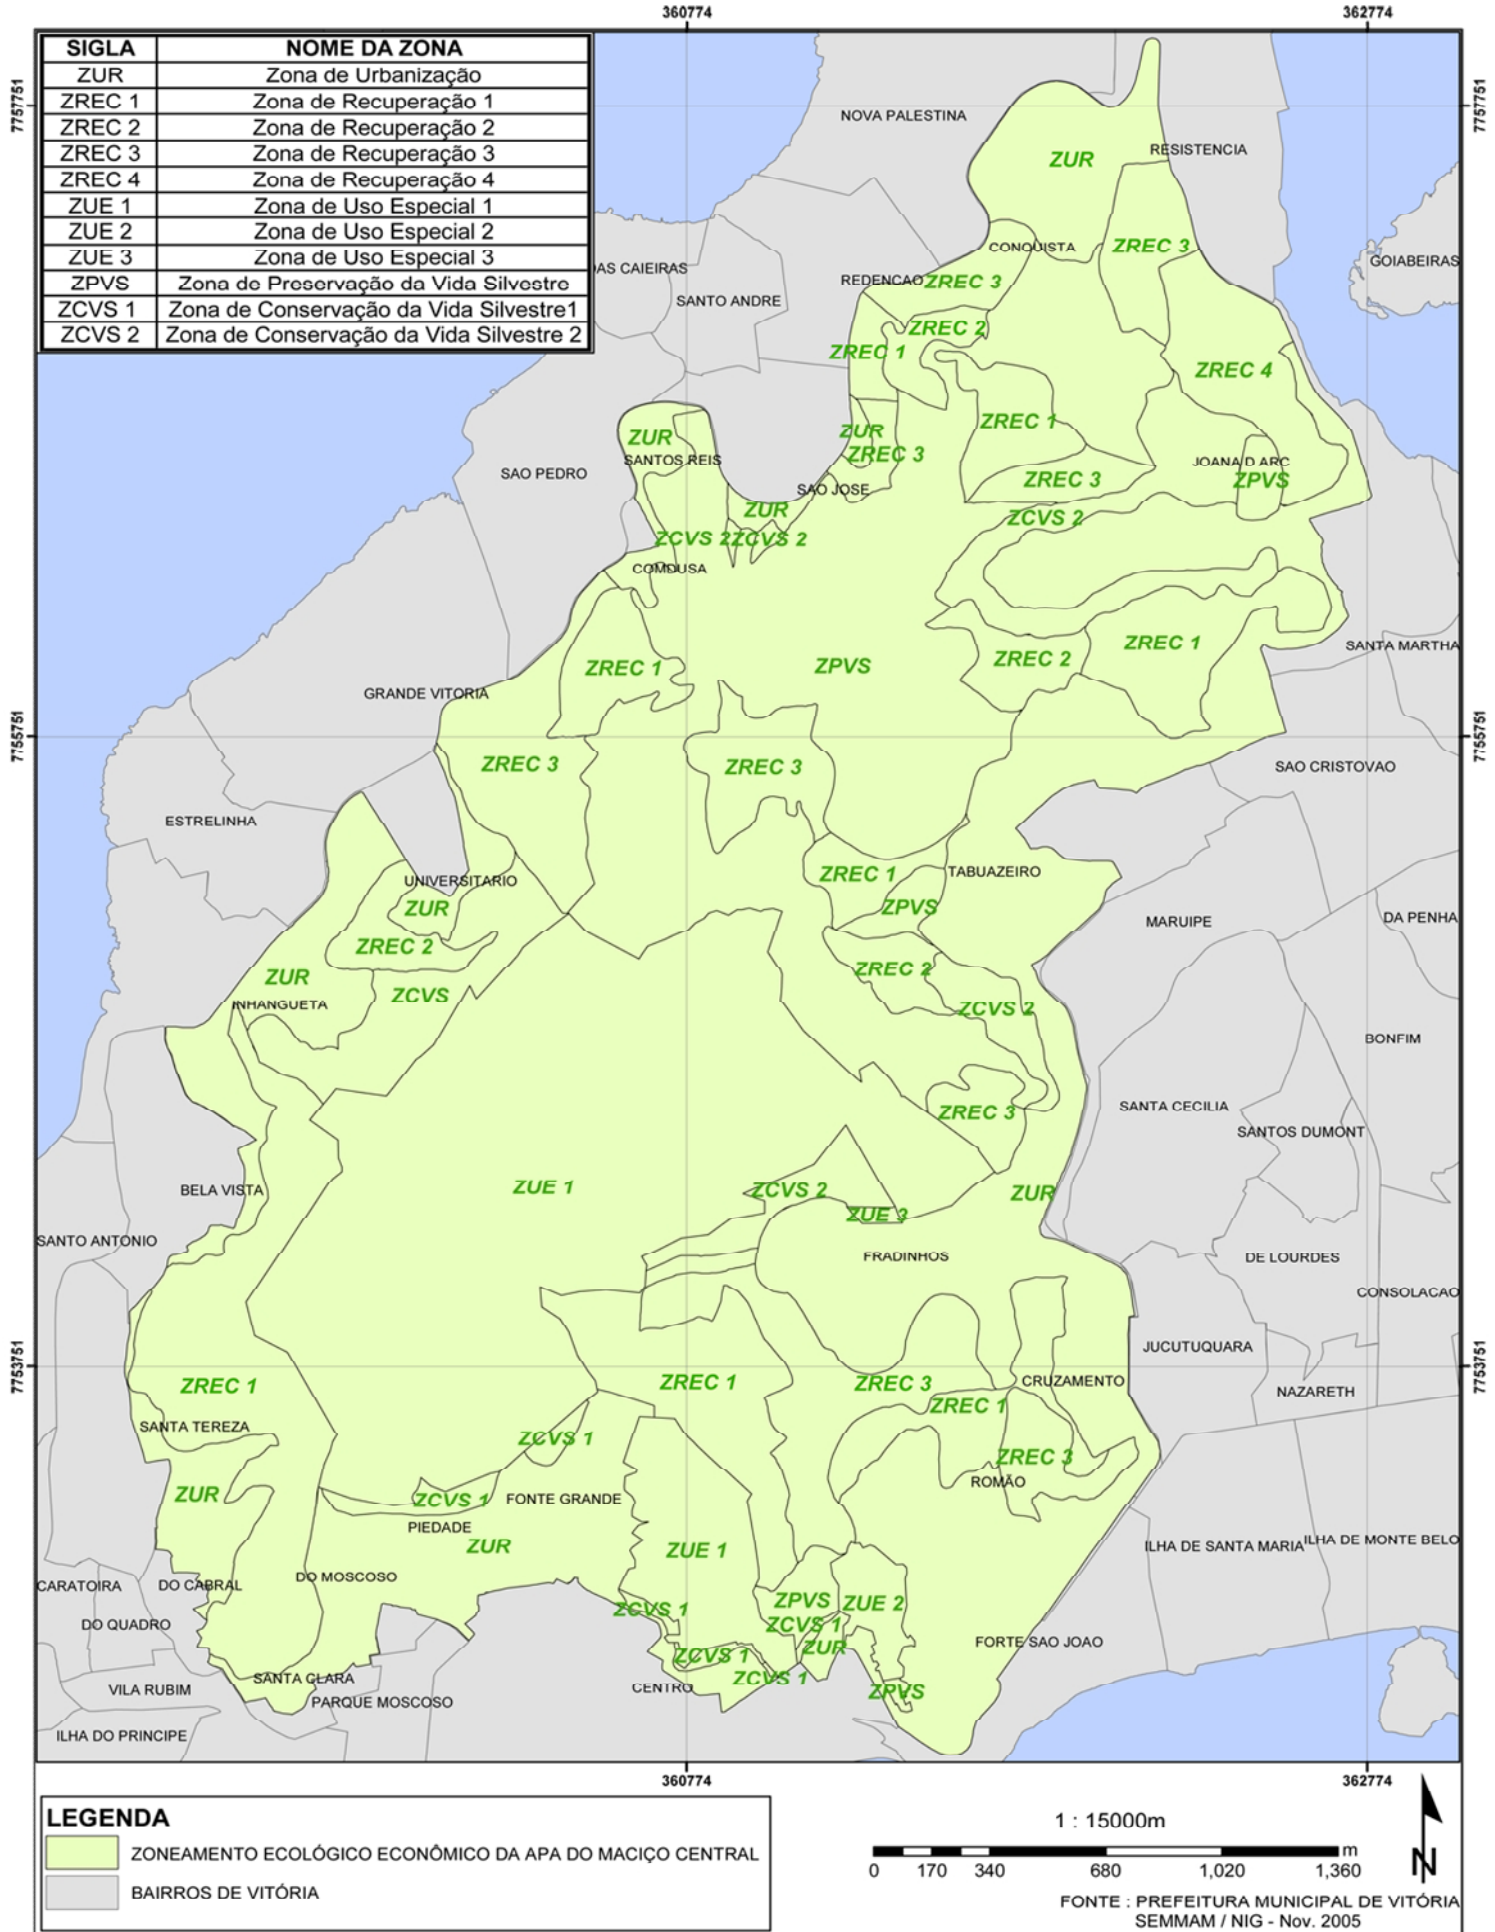 360774
362774
SIGLA NOME DA ZONA
ZUR Zona de Urbanização
ZREC 1 Zona de Recuperação 1
ZREC 2 Zona de Recuperação 2
ZREC 3 Zona de Recuperação 3
ZREC 4 Zona de Recuperação 4
ZUE 1 Zona de Uso Especial 1
ZUE 2 Zona de Uso Especial 2
ZUE 3 Zona de Uso Especial 3
ZPVS Zona de Preservação da Vida Silvestre
ZCVS 1 Zona de Conservação da Vida Silvestre1
ZCVS 2 Zona de Conservação da Vida Silvestre 2
7757751
7757751
NOVA PALESTINA
RESISTENCIA
ZUR
CONQUISTA
ZREC 3
GOIABEIRAS
DAS CAIEIRAS
REDENCAO
ZREC 3
SANTO ANDRE
ZREC 2
ZREC 1
ZREC 4
ZREC 1
ZUR
ZUR
ZREC 3
SANTOS REIS
SAO PEDRO
JOANA D ARC
ZREC 3
ZPVS
SAO JOSE
ZUR
ZCVS 2
ZCVS 2
ZCVS 2
COMDUSA
ZREC 1
ZREC 1
ZPVS
ZREC 2
SANTA MARTHA
GRANDE VITORIA
7755751
7755751
ZREC 3
ZREC 3
SAO CRISTOVAO
ESTRELINHA
UNIVERSITARIO
ZREC 1
TABUAZEIRO
ZUR
ZPVS
MARUIPE
DA PENHA
ZREC 2
ZUR
ZREC 2
ZCVS
INHANGUETA
ZCVS 2
BONFIM
ZREC 3
SANTA CECILIA
SANTOS DUMONT
BELA VISTA
ZUE 1
ZCVS 2
ZUR
ZUE 3
SANTO ANTONIO
FRADINHOS
DE LOURDES
CONSOLACAO
JUCUTUQUARA
7753751
7753751
ZREC 1
ZREC 1
ZREC 3
CRUZAMENTO
NAZARETH
ZREC 1
SANTA TEREZA
ZCVS 1
ZREC 3
ROMÃO
ZUR
ZCVS 1
FONTE GRANDE
PIEDADE
ZUR
ZUE 1
ILHA DE SANTA MARIA
ILHA DE MONTE BELO
DO MOSCOSO
CARATOIRA
DO CABRAL
ZPVS
ZUE 2
ZCVS 1
DO QUADRO
ZCVS 1
ZUR
FORTE SAO JOAO
ZCVS 1
SANTA CLARA
ZCVS 1
CENTRO
ZPVS
VILA RUBIM
PARQUE MOSCOSO
ILHA DO PRINCIPE
360774
362774
LEGENDA
ZONEAMENTO ECOLÓGICO ECONÔMICO DA APA DO MACIÇO CENTRAL
BAIRROS DE VITÓRIA
1 : 15000m
m
0 170 340 680 1,020 1,360
N
FONTE : PREFEITURA MUNICIPAL DE VITÓRIA
SEMMAM / NIG - Nov. 2005